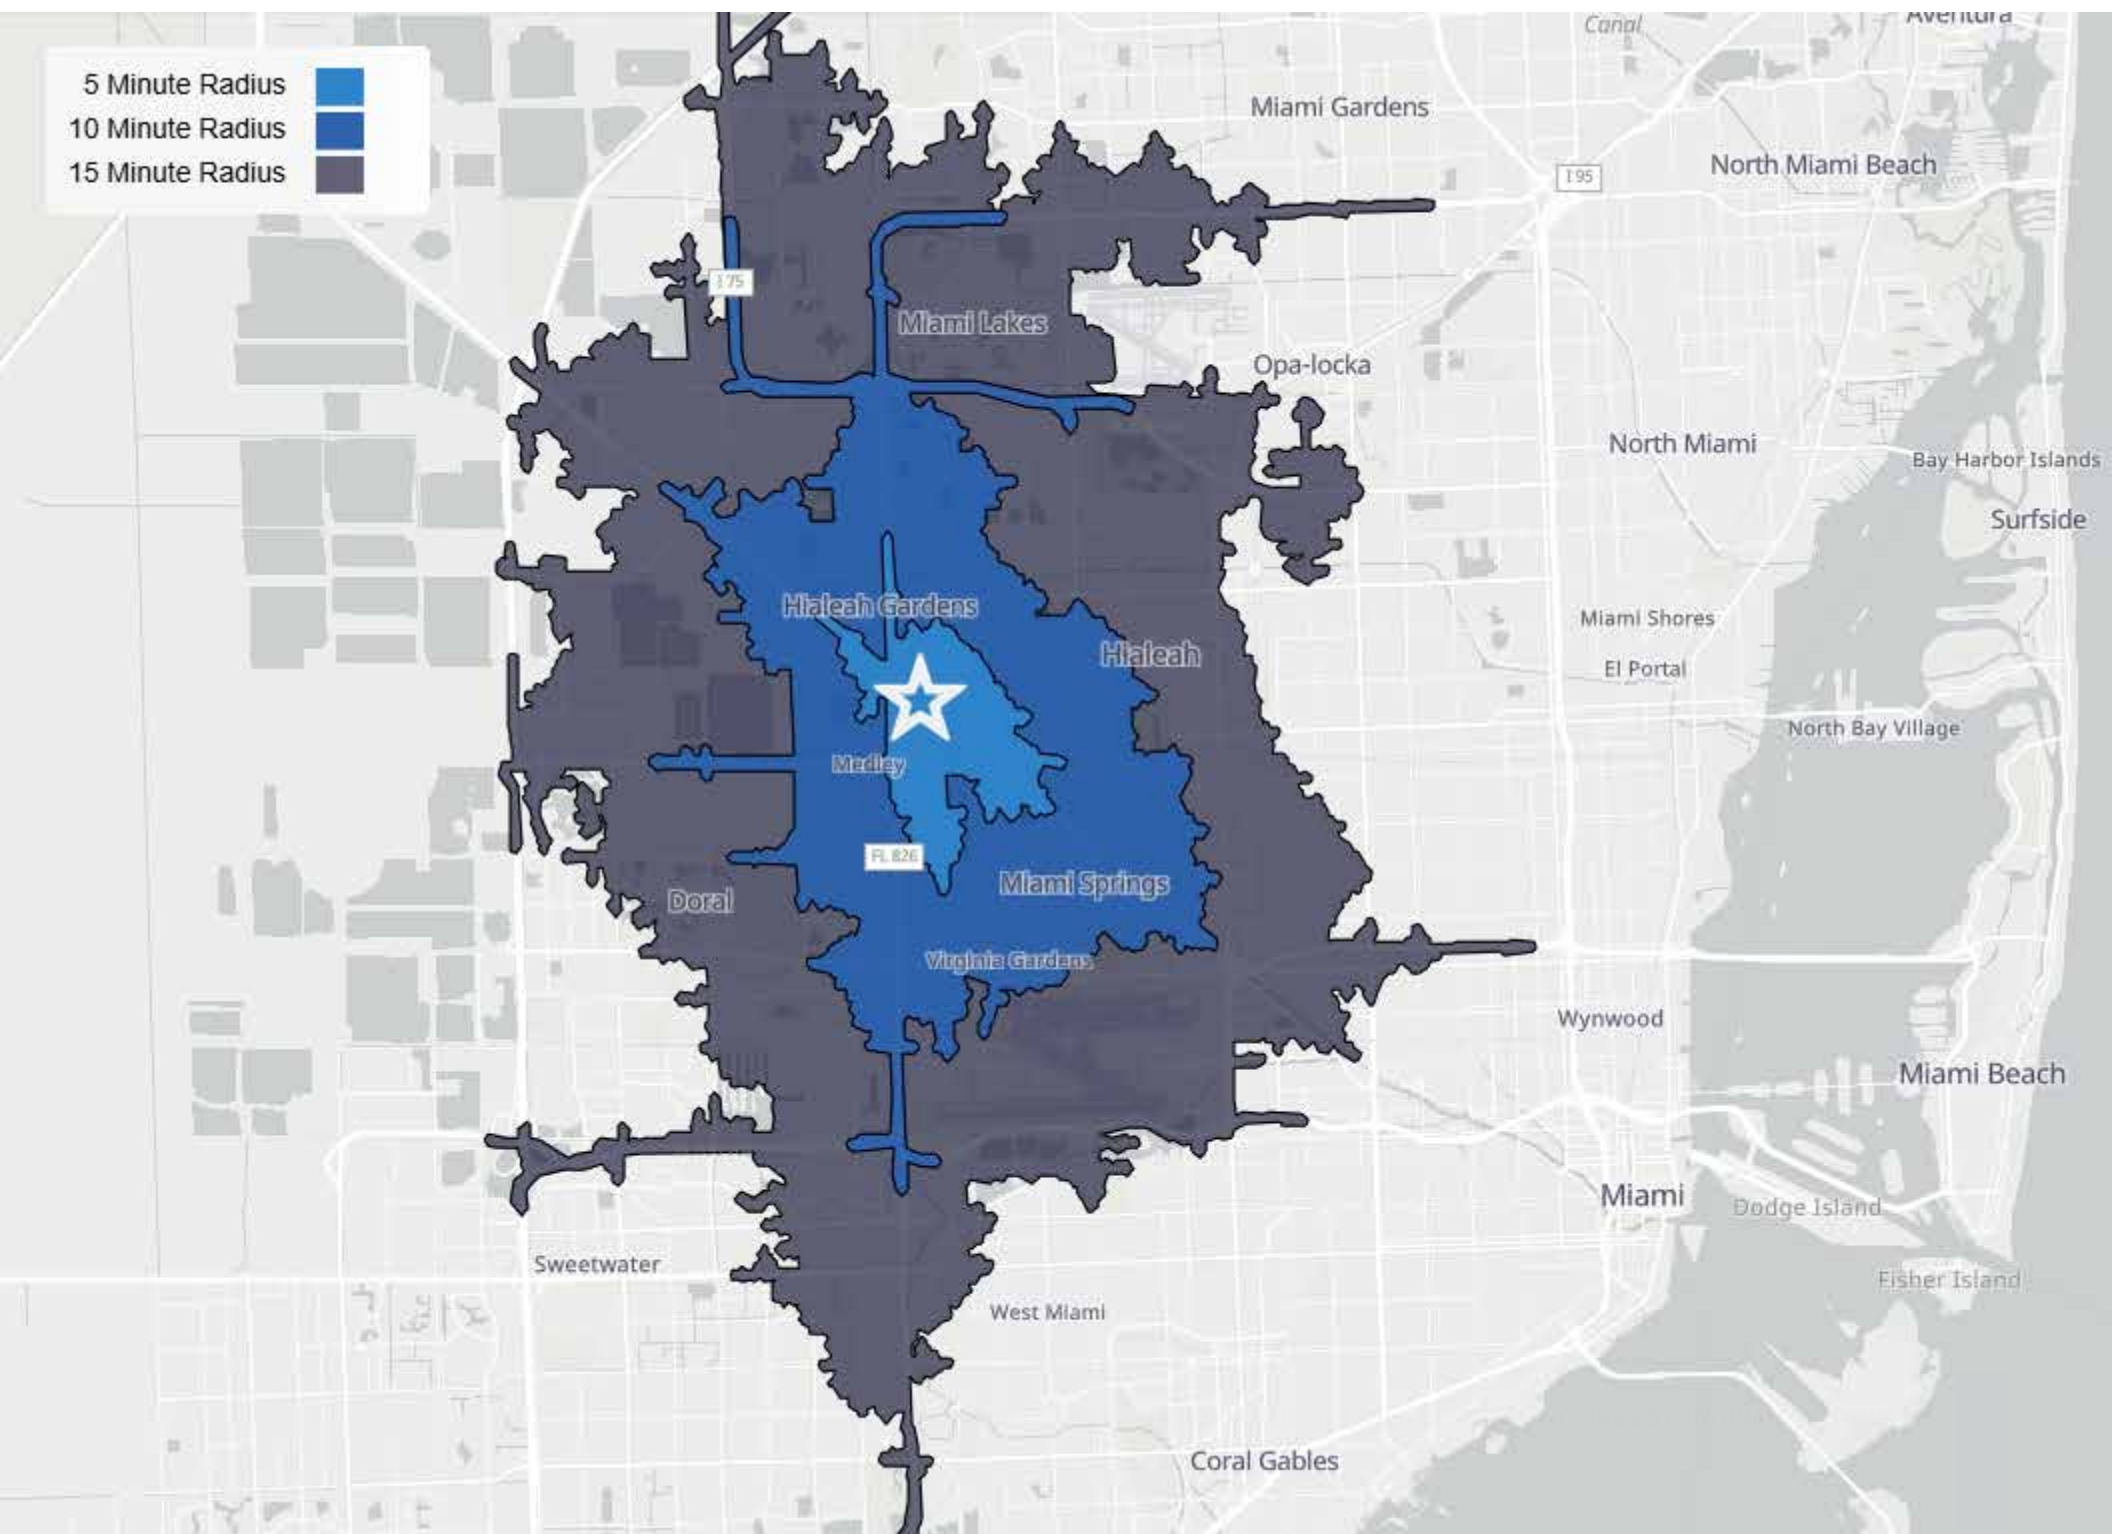 5 Minute Radius
10 Minute Radius
15 Minute Radius
Canal
Aventura
Miami Gardens
North Miami Beach
I 95
I 75
Miami Lakes
Opa-locka
North Miami
Bay Harbor Islands
Surfside
Hialeah Gardens
Miami Shores
Hialeah
El Portal
North Bay Village
Medley
FL 826
Miami Springs
Doral
Virginia Gardens
Wynwood
Miami Beach
Miami
Dodge Island
Sweetwater
Fisher Island
West Miami
Coral Gables